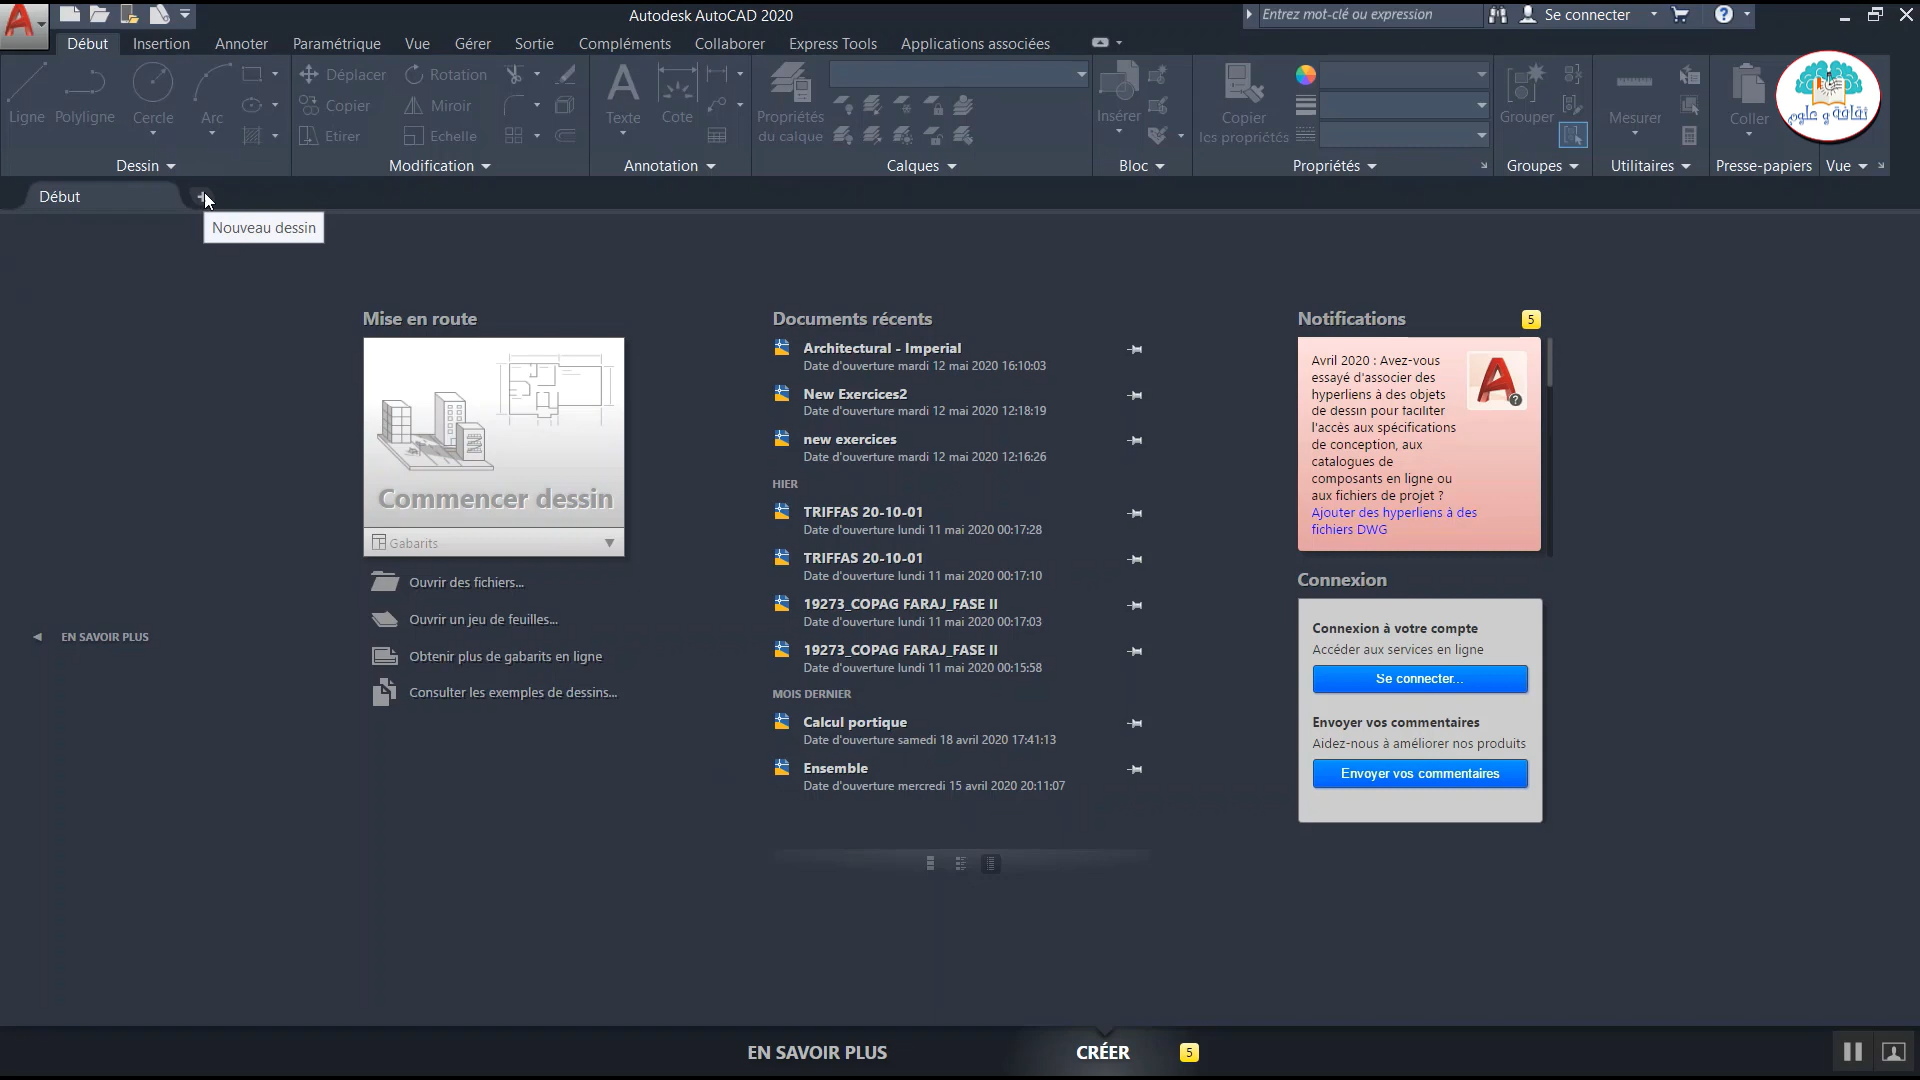 Autodesk AutoCAD 2020
Entrez mot-clé ou expression
Se connecter
Début
Insertion
Annoter
Paramétrique
Vue
Gérer
Sortie
Compléments
Collaborer
Express Tools
Applications associées
Ligne
Polyligne
Cercle
Arc
Déplacer
Rotation
Copier
Miroir
Etirer
Echelle
Texte
Cote
Propriétés
du calque
Insérer
Copier
les propriétés
Grouper
Mesurer
Coller
ثقافة و علوم
Dessin
Modification
Annotation
Calques
Bloc
Propriétés
Groupes
Utilitaires
Presse-papiers
Vue
Début
Nouveau dessin
Mise en route
Commencer dessin
Gabarits
Ouvrir des fichiers...
Ouvrir un jeu de feuilles...
Obtenir plus de gabarits en ligne
Consulter les exemples de dessins...
EN SAVOIR PLUS
Documents récents
Architectural - Imperial
Date d'ouverture mardi 12 mai 2020 16:10:03
New Exercices2
Date d'ouverture mardi 12 mai 2020 12:18:19
new exercices
Date d'ouverture mardi 12 mai 2020 12:16:26
HIER
TRIFFAS 20-10-01
Date d'ouverture lundi 11 mai 2020 00:17:28
TRIFFAS 20-10-01
Date d'ouverture lundi 11 mai 2020 00:17:10
19273_COPAG FARAJ_FASE II
Date d'ouverture lundi 11 mai 2020 00:17:03
19273_COPAG FARAJ_FASE II
Date d'ouverture lundi 11 mai 2020 00:15:58
MOIS DERNIER
Calcul portique
Date d'ouverture samedi 18 avril 2020 17:41:13
Ensemble
Date d'ouverture mercredi 15 avril 2020 20:11:07
Notifications
5
Avril 2020 : Avez-vous
essayé d'associer des
hyperliens à des objets
de dessin pour faciliter
l'accès aux spécifications
de conception, aux
catalogues de
composants en ligne ou
aux fichiers de projet ?
Ajouter des hyperliens à des
fichiers DWG
Connexion
Connexion à votre compte
Accéder aux services en ligne
Se connecter...
Envoyer vos commentaires
Aidez-nous à améliorer nos produits
Envoyer vos commentaires
EN SAVOIR PLUS
CRÉER
5